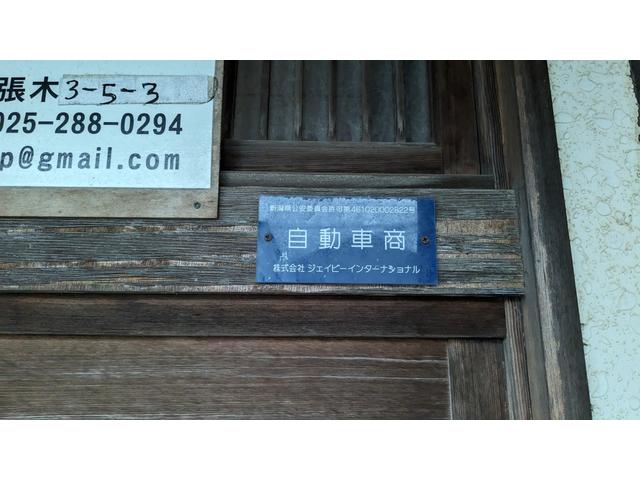 張木3-5-3
025-288-0294
p@gmail.com
新潟県公安委員会許可第461020002822号
自動車商
株式会社 ジェイピーインターナショナル